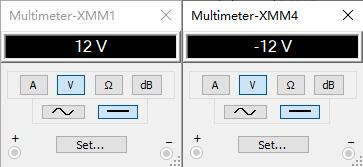 Multimeter-XMM1
12 V
A V Ω dB
Set...
+ −
Multimeter-XMM4
-12 V
A V Ω dB
Set...
+ −